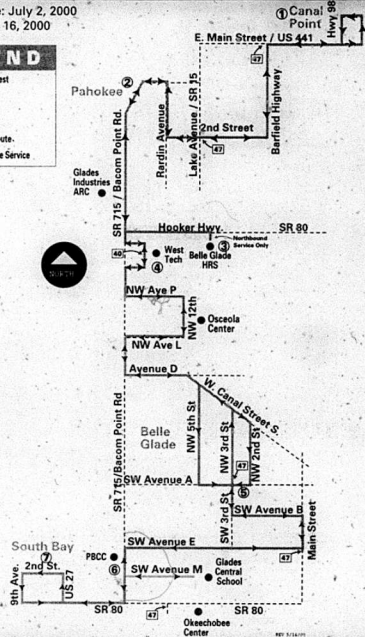 e: July 2, 2000
16, 2000
N D
est
ute.
e Service
① Canal Point
Hwy 98
E. Main Street / US 441
47
② Pahokee
Rardin Avenue
Lake Avenue / SR 15
Barfield Highway
2nd Street
47
SR 715 / Bacom Point Rd.
Glades Industries ARC
Hooker Hwy.
SR 80
Northbound Service Only
③ Belle Glade HRS
40
West Tech
④
NORTH
NW Ave P
NW 12th
Osceola Center
NW Ave L
Avenue D
W. Canal Street S.
NW 5th St
NW 3rd St
NW 2nd St
Belle Glade
SR 715/Bacom Point Rd
47
SW Avenue A
⑤
SW 3rd St
SW Avenue B
Main Street
SW Avenue E
47
South Bay
⑦
PBCC
⑥
2nd St.
9th Ave.
US 27
SW Avenue M
Glades Central School
SR 80
47
SR 80
Okeechobee Center